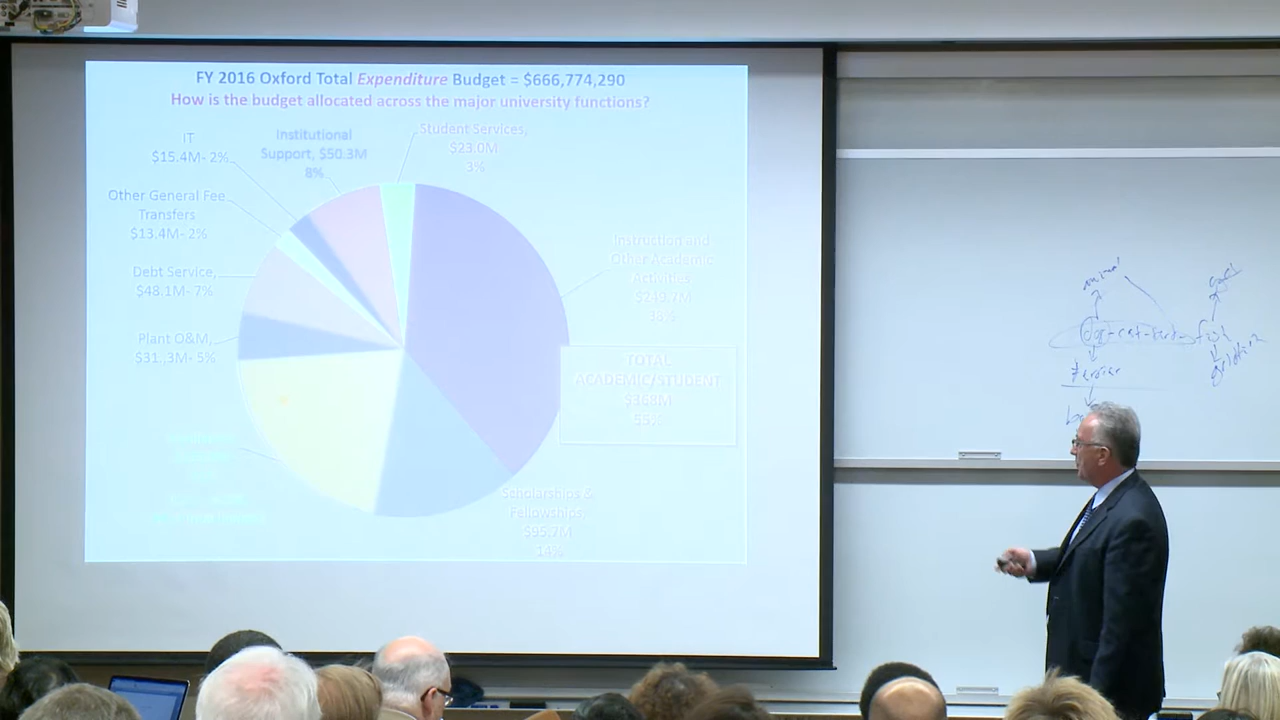 FY 2016 Oxford Total Expenditure Budget = $666,774,290
How is the budget allocated across the major university functions?
Student Services,
$23.0M
3%
Institutional
Support, $50.3M
8%
IT
$15.4M- 2%
Other General Fee
Transfers
$13.4M- 2%
Debt Service,
$48.1M- 7%
Plant O&M,
$31.,3M- 5%
Instruction and
Other Academic
Activities
$249.7M
38%
TOTAL
ACADEMIC/STUDENT
$368M
55%
Scholarships &
Fellowships,
$95.7M
14%
animal